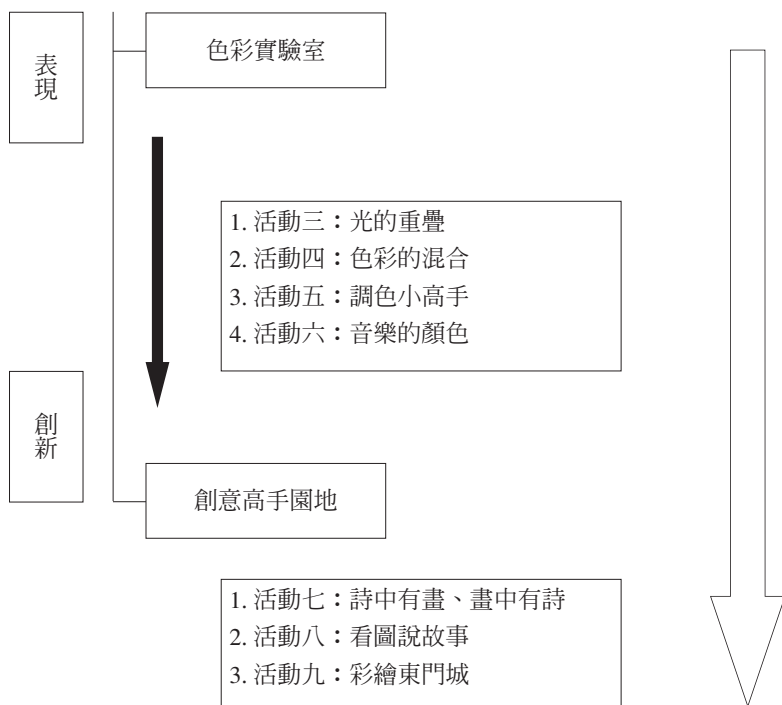 表現
色彩實驗室
1. 活動三：光的重疊
2. 活動四：色彩的混合
3. 活動五：調色小高手
4. 活動六：音樂的顏色
創新
創意高手園地
1. 活動七：詩中有畫、畫中有詩
2. 活動八：看圖說故事
3. 活動九：彩繪東門城